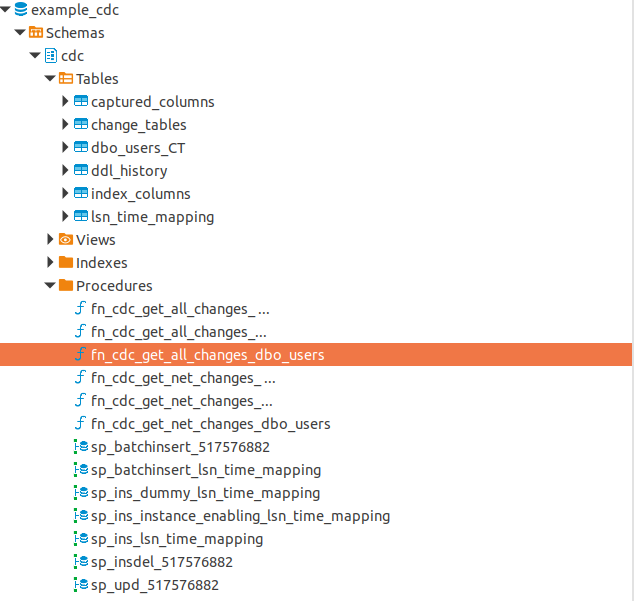 example_cdc
Schemas
cdc
Tables
captured_columns
change_tables
dbo_users_CT
ddl_history
index_columns
lsn_time_mapping
Views
Indexes
Procedures
fn_cdc_get_all_changes_ ...
fn_cdc_get_all_changes_...
fn_cdc_get_all_changes_dbo_users
fn_cdc_get_net_changes_ ...
fn_cdc_get_net_changes_...
fn_cdc_get_net_changes_dbo_users
sp_batchinsert_517576882
sp_batchinsert_lsn_time_mapping
sp_ins_dummy_lsn_time_mapping
sp_ins_instance_enabling_lsn_time_mapping
sp_ins_lsn_time_mapping
sp_insdel_517576882
sp_upd_517576882